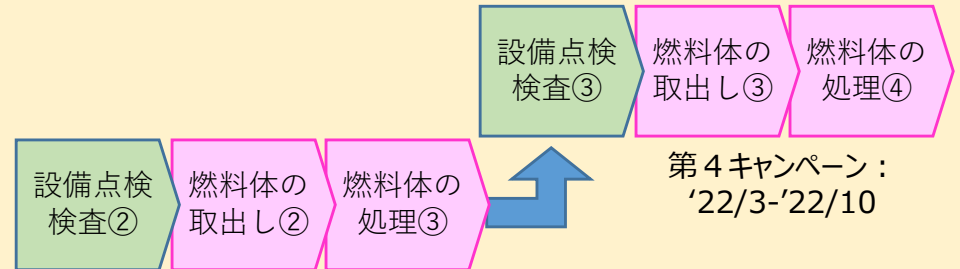 設備点検
検査③
燃料体の
取出し③
燃料体の
処理④
第４キャンペーン：
‘22/3-’22/10
設備点検
検査②
燃料体の
取出し②
燃料体の
処理③